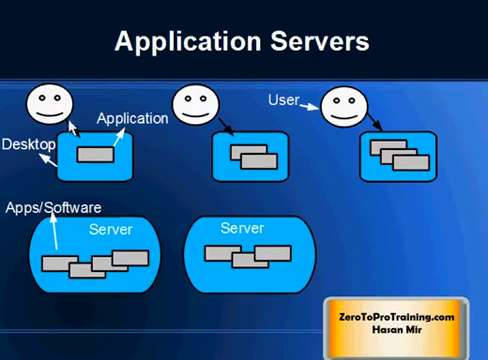 Application Servers
User
Application
Desktop
Apps/Software
Server
Server
ZeroToProTraining.com
Hasan Mir